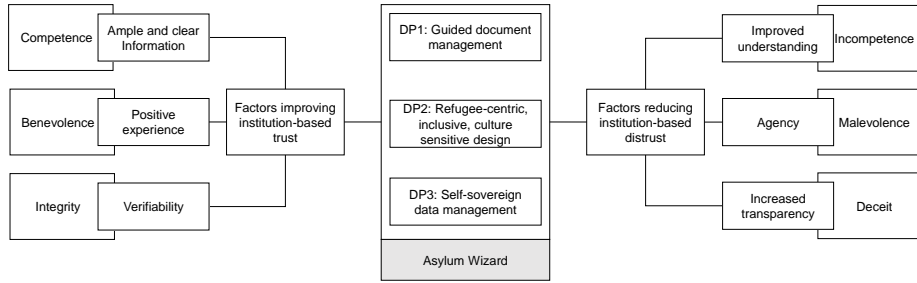 Competence
Ample and clear
Information
Benevolence
Positive
experience
Integrity
Verifiability
Factors improving
institution-based
trust
DP1: Guided document
management
DP2: Refugee-centric,
inclusive, culture
sensitive design
DP3: Self-sovereign
data management
Asylum Wizard
Factors reducing
institution-based
distrust
Improved
understanding
Incompetence
Agency
Malevolence
Increased
transparency
Deceit